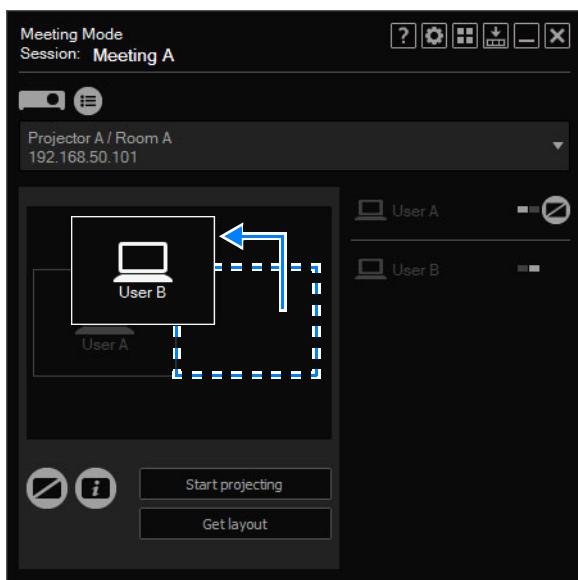 Meeting Mode
Session: Meeting A
?
Projector A / Room A
192.168.50.101
User A
User B
User B
User A
i
Start projecting
Get layout